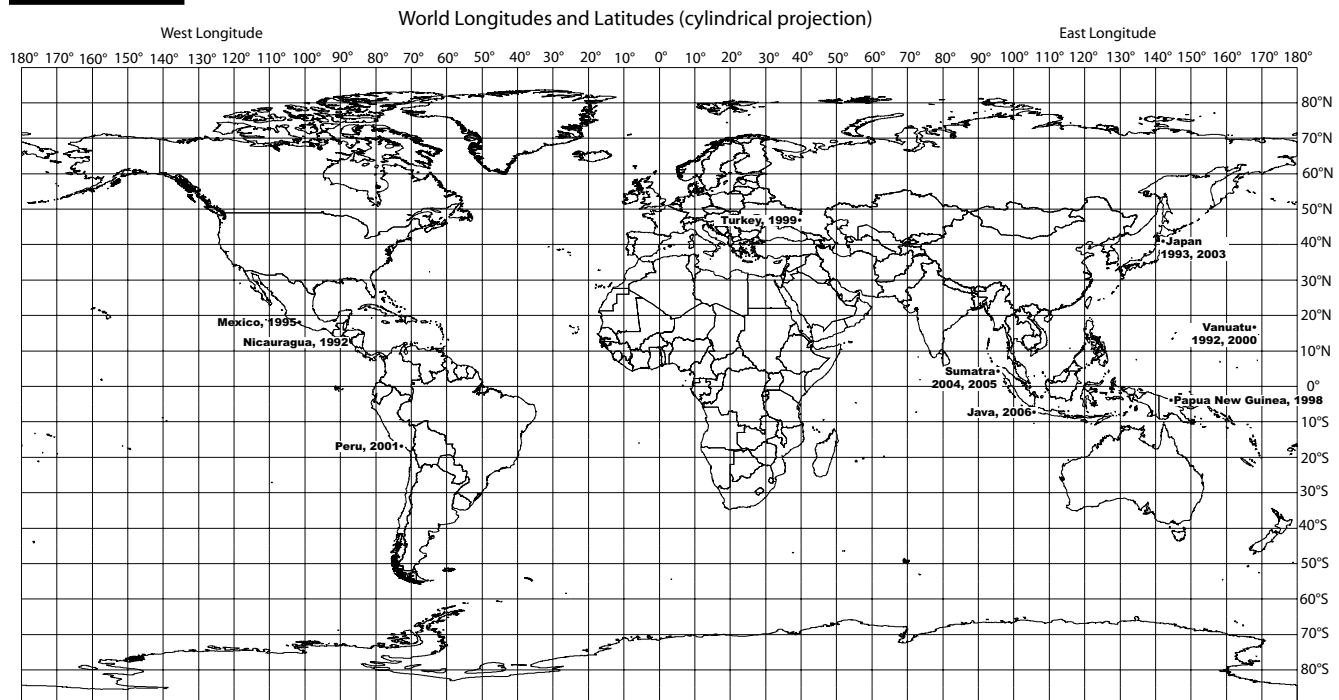 World Longitudes and Latitudes (cylindrical projection)
West Longitude
East Longitude
180° 170° 160° 150° 140° 130° 120° 110° 100° 90° 80° 70° 60° 50° 40° 30° 20° 10° 0° 10° 20° 30° 40° 50° 60° 70° 80° 90° 100° 110° 120° 130° 140° 150° 160° 170° 180°
80°N
70°N
60°N
50°N
Turkey, 1999
40°N
Japan
1993, 2003
30°N
20°N
Mexico, 1995
Vanuatu
1992, 2000
Nicauragua, 1992
10°N
Sumatra
2004, 2005
0°
Papua New Guinea, 1998
Java, 2006
10°S
Peru, 2001
20°S
30°S
40°S
50°S
60°S
70°S
80°S